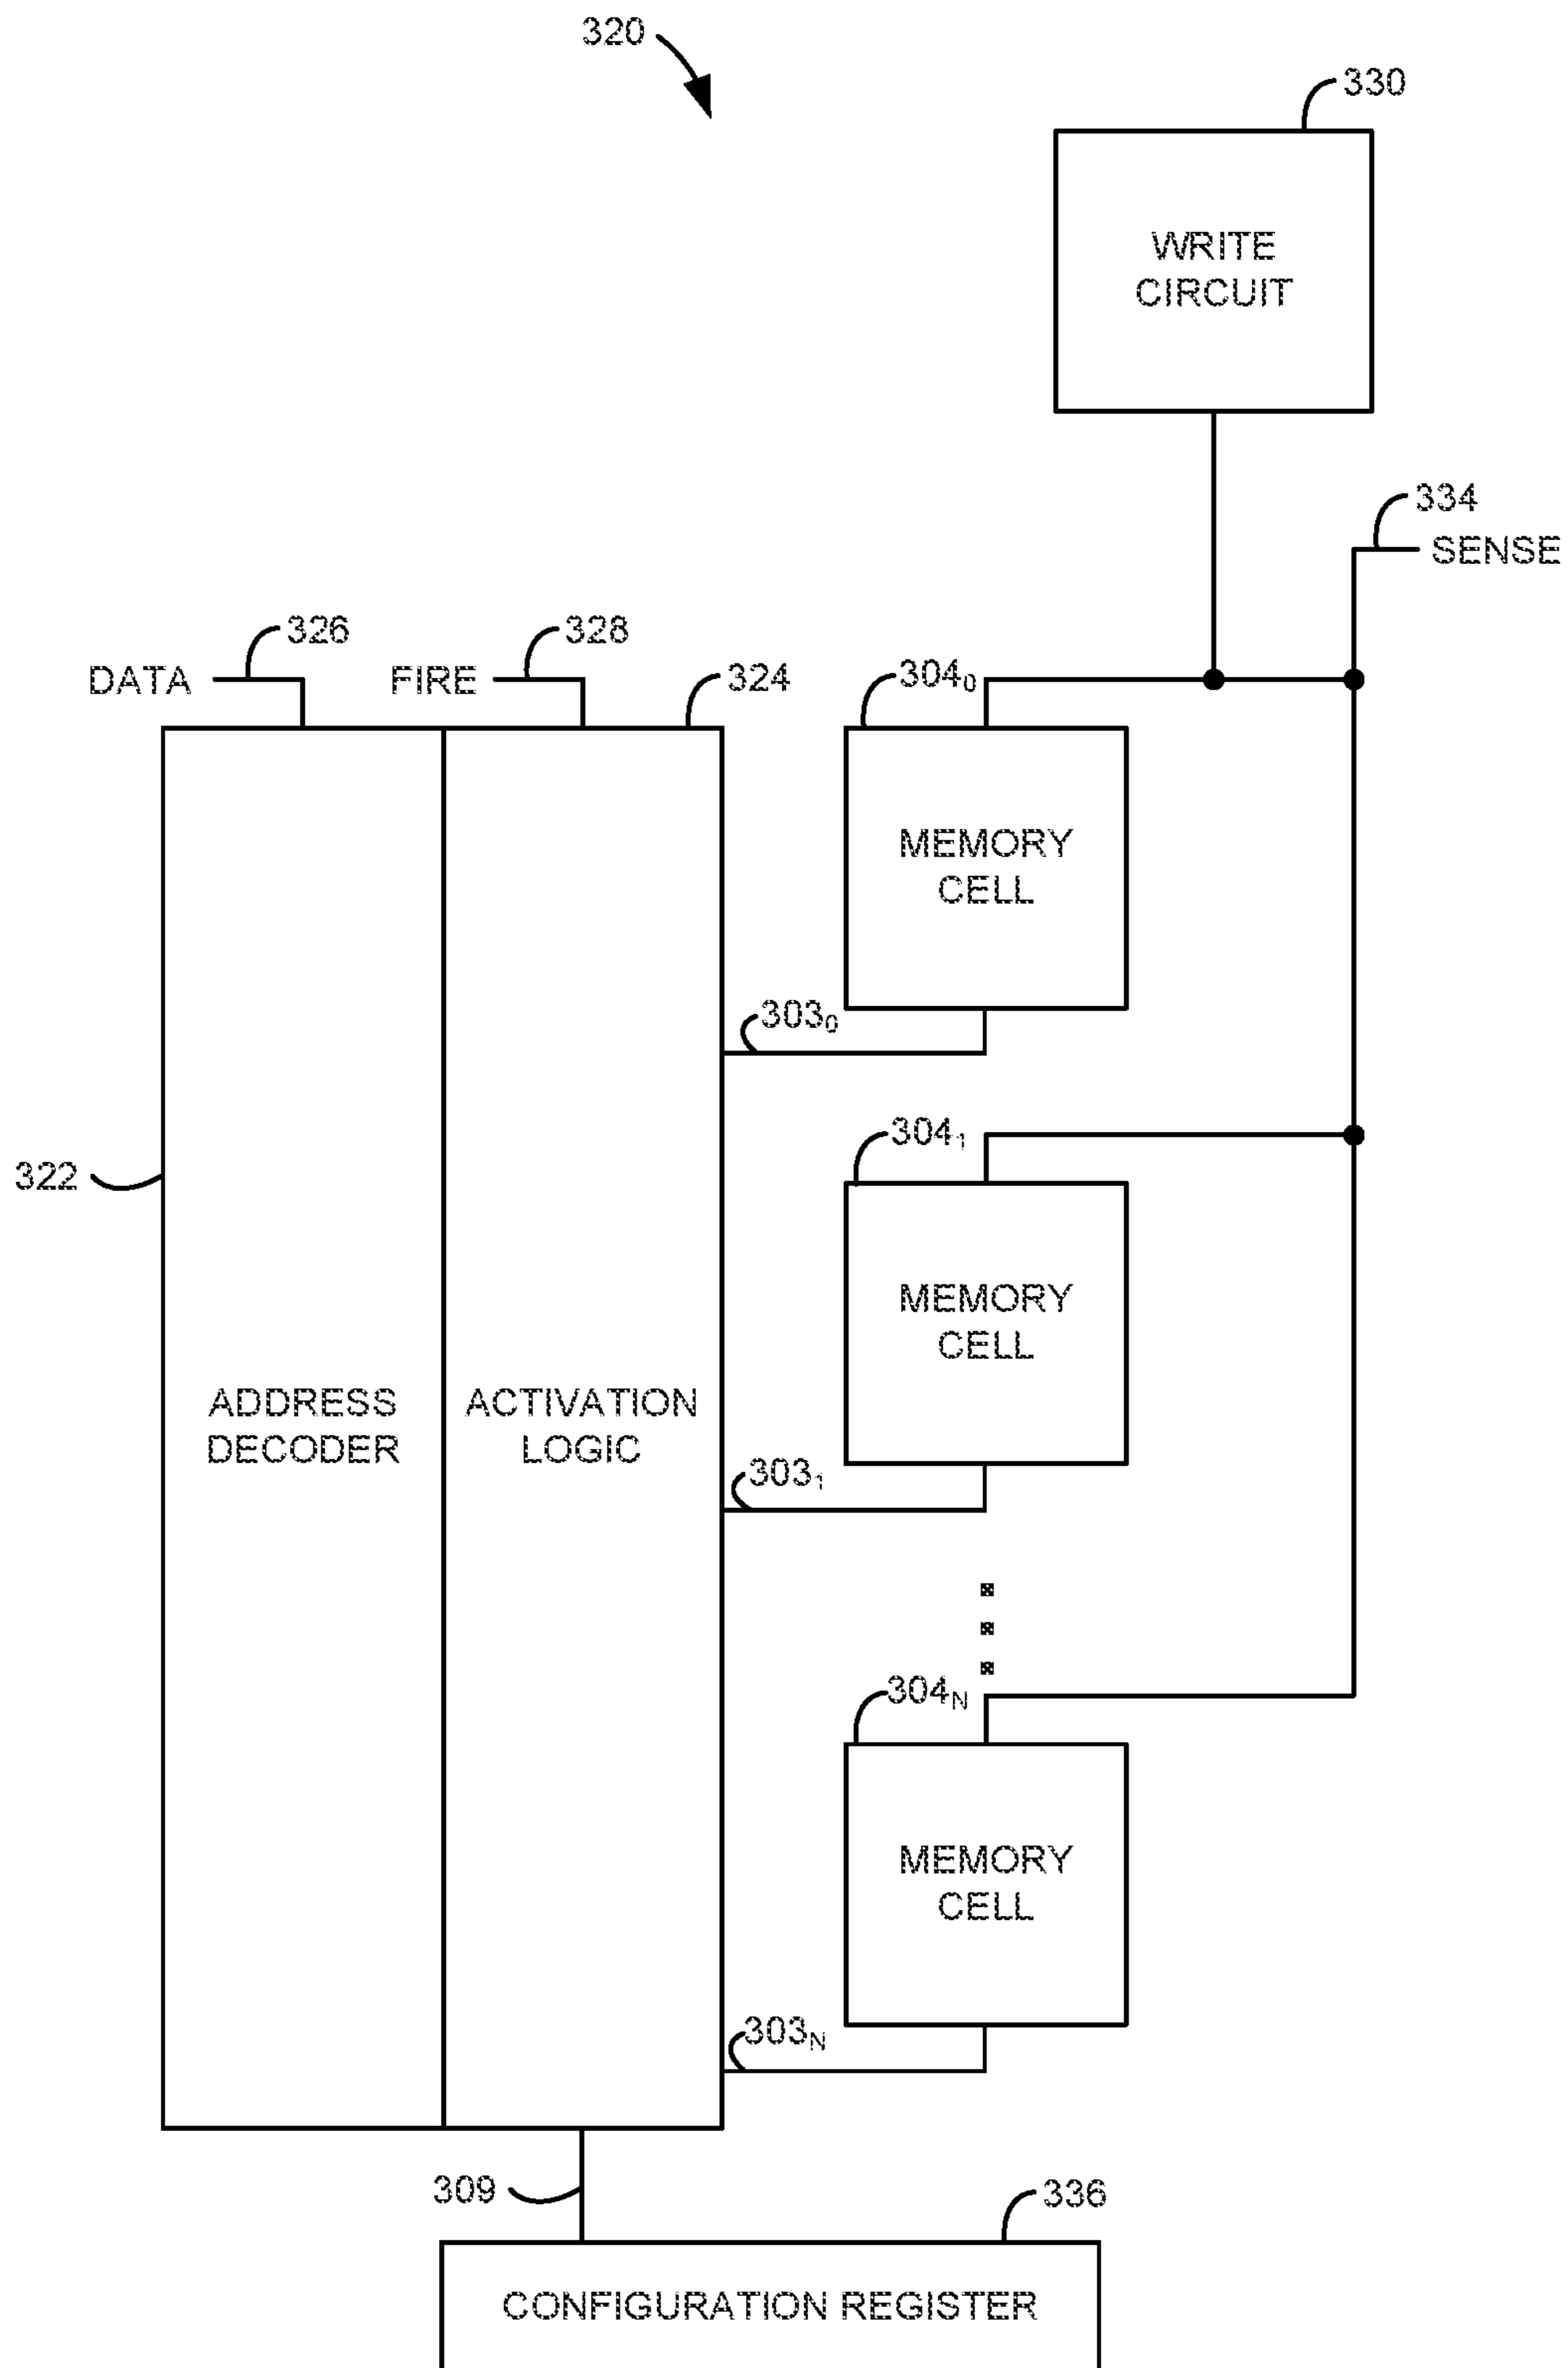 320
330
WRITE
CIRCUIT
334
SENSE
326
328
DATA
FIRE
324
304₀
MEMORY
CELL
303₀
304₁
322
MEMORY
CELL
ADDRESS
DECODER
ACTIVATION
LOGIC
303₁
304N
MEMORY
CELL
303N
309
336
CONFIGURATION REGISTER